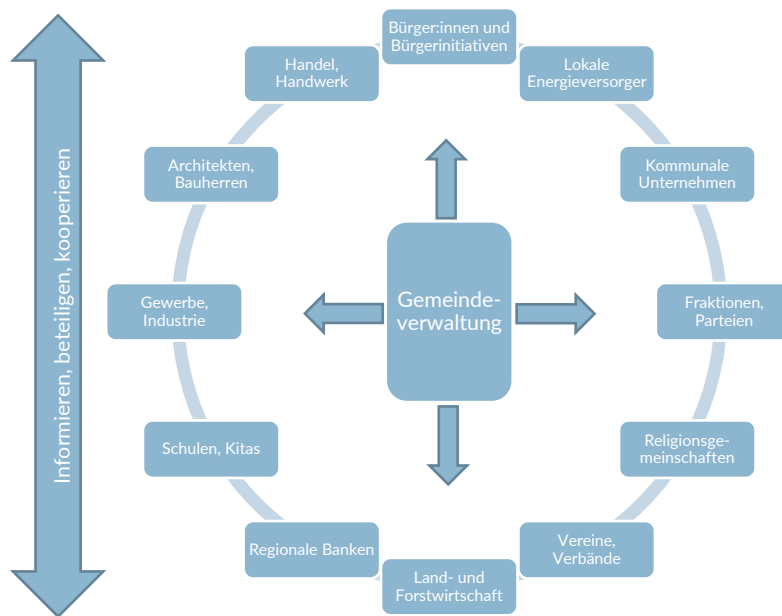 Informieren, beteiligen, kooperieren
Bürger:innen und
Bürgerinitiativen
Lokale
Energieversorger
Kommunale
Unternehmen
Fraktionen,
Parteien
Religionsge-
meinschaften
Vereine,
Verbände
Land- und
Forstwirtschaft
Regionale Banken
Schulen, Kitas
Gewerbe,
Industrie
Architekten,
Bauherren
Handel,
Handwerk
Gemeinde-
verwaltung